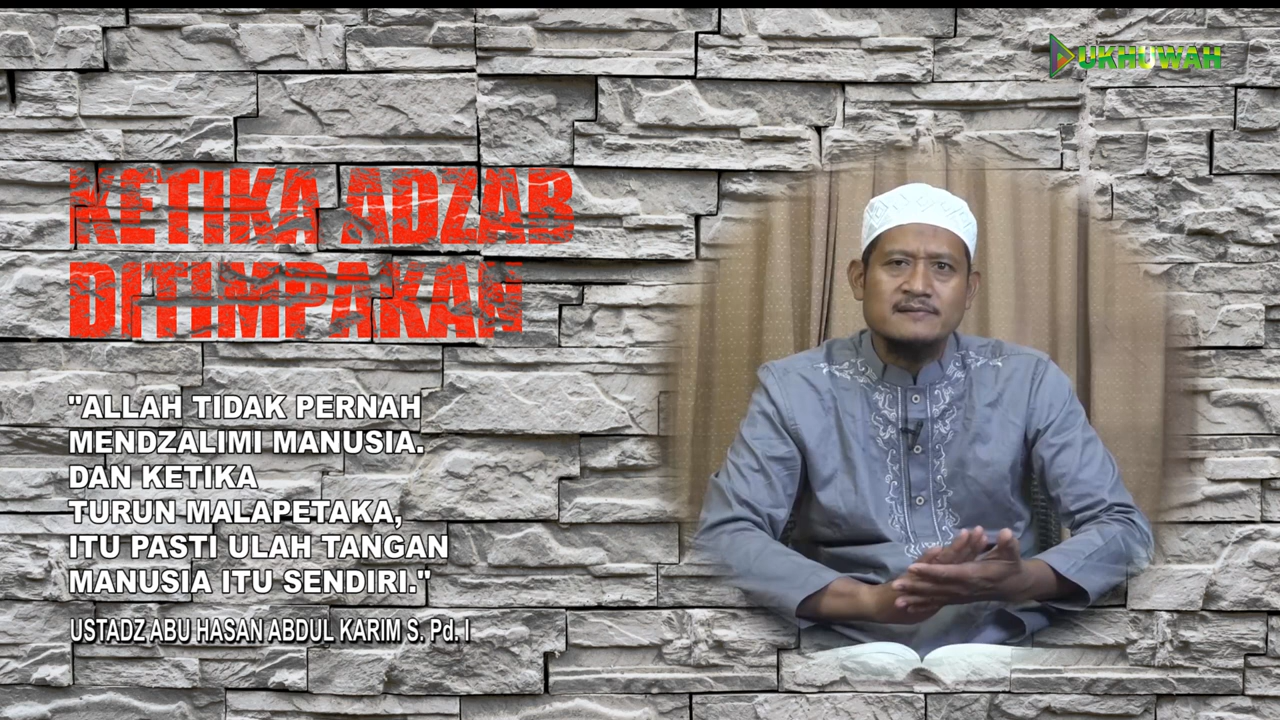 UKHUWAH
KETIKA ADZAB
DITIMPAKAN
"ALLAH TIDAK PERNAH
MENDZALIMI MANUSIA.
DAN KETIKA
TURUN MALAPETAKA,
ITU PASTI ULAH TANGAN
MANUSIA ITU SENDIRI."
USTADZ ABU HASAN ABDUL KARIM S. Pd. I